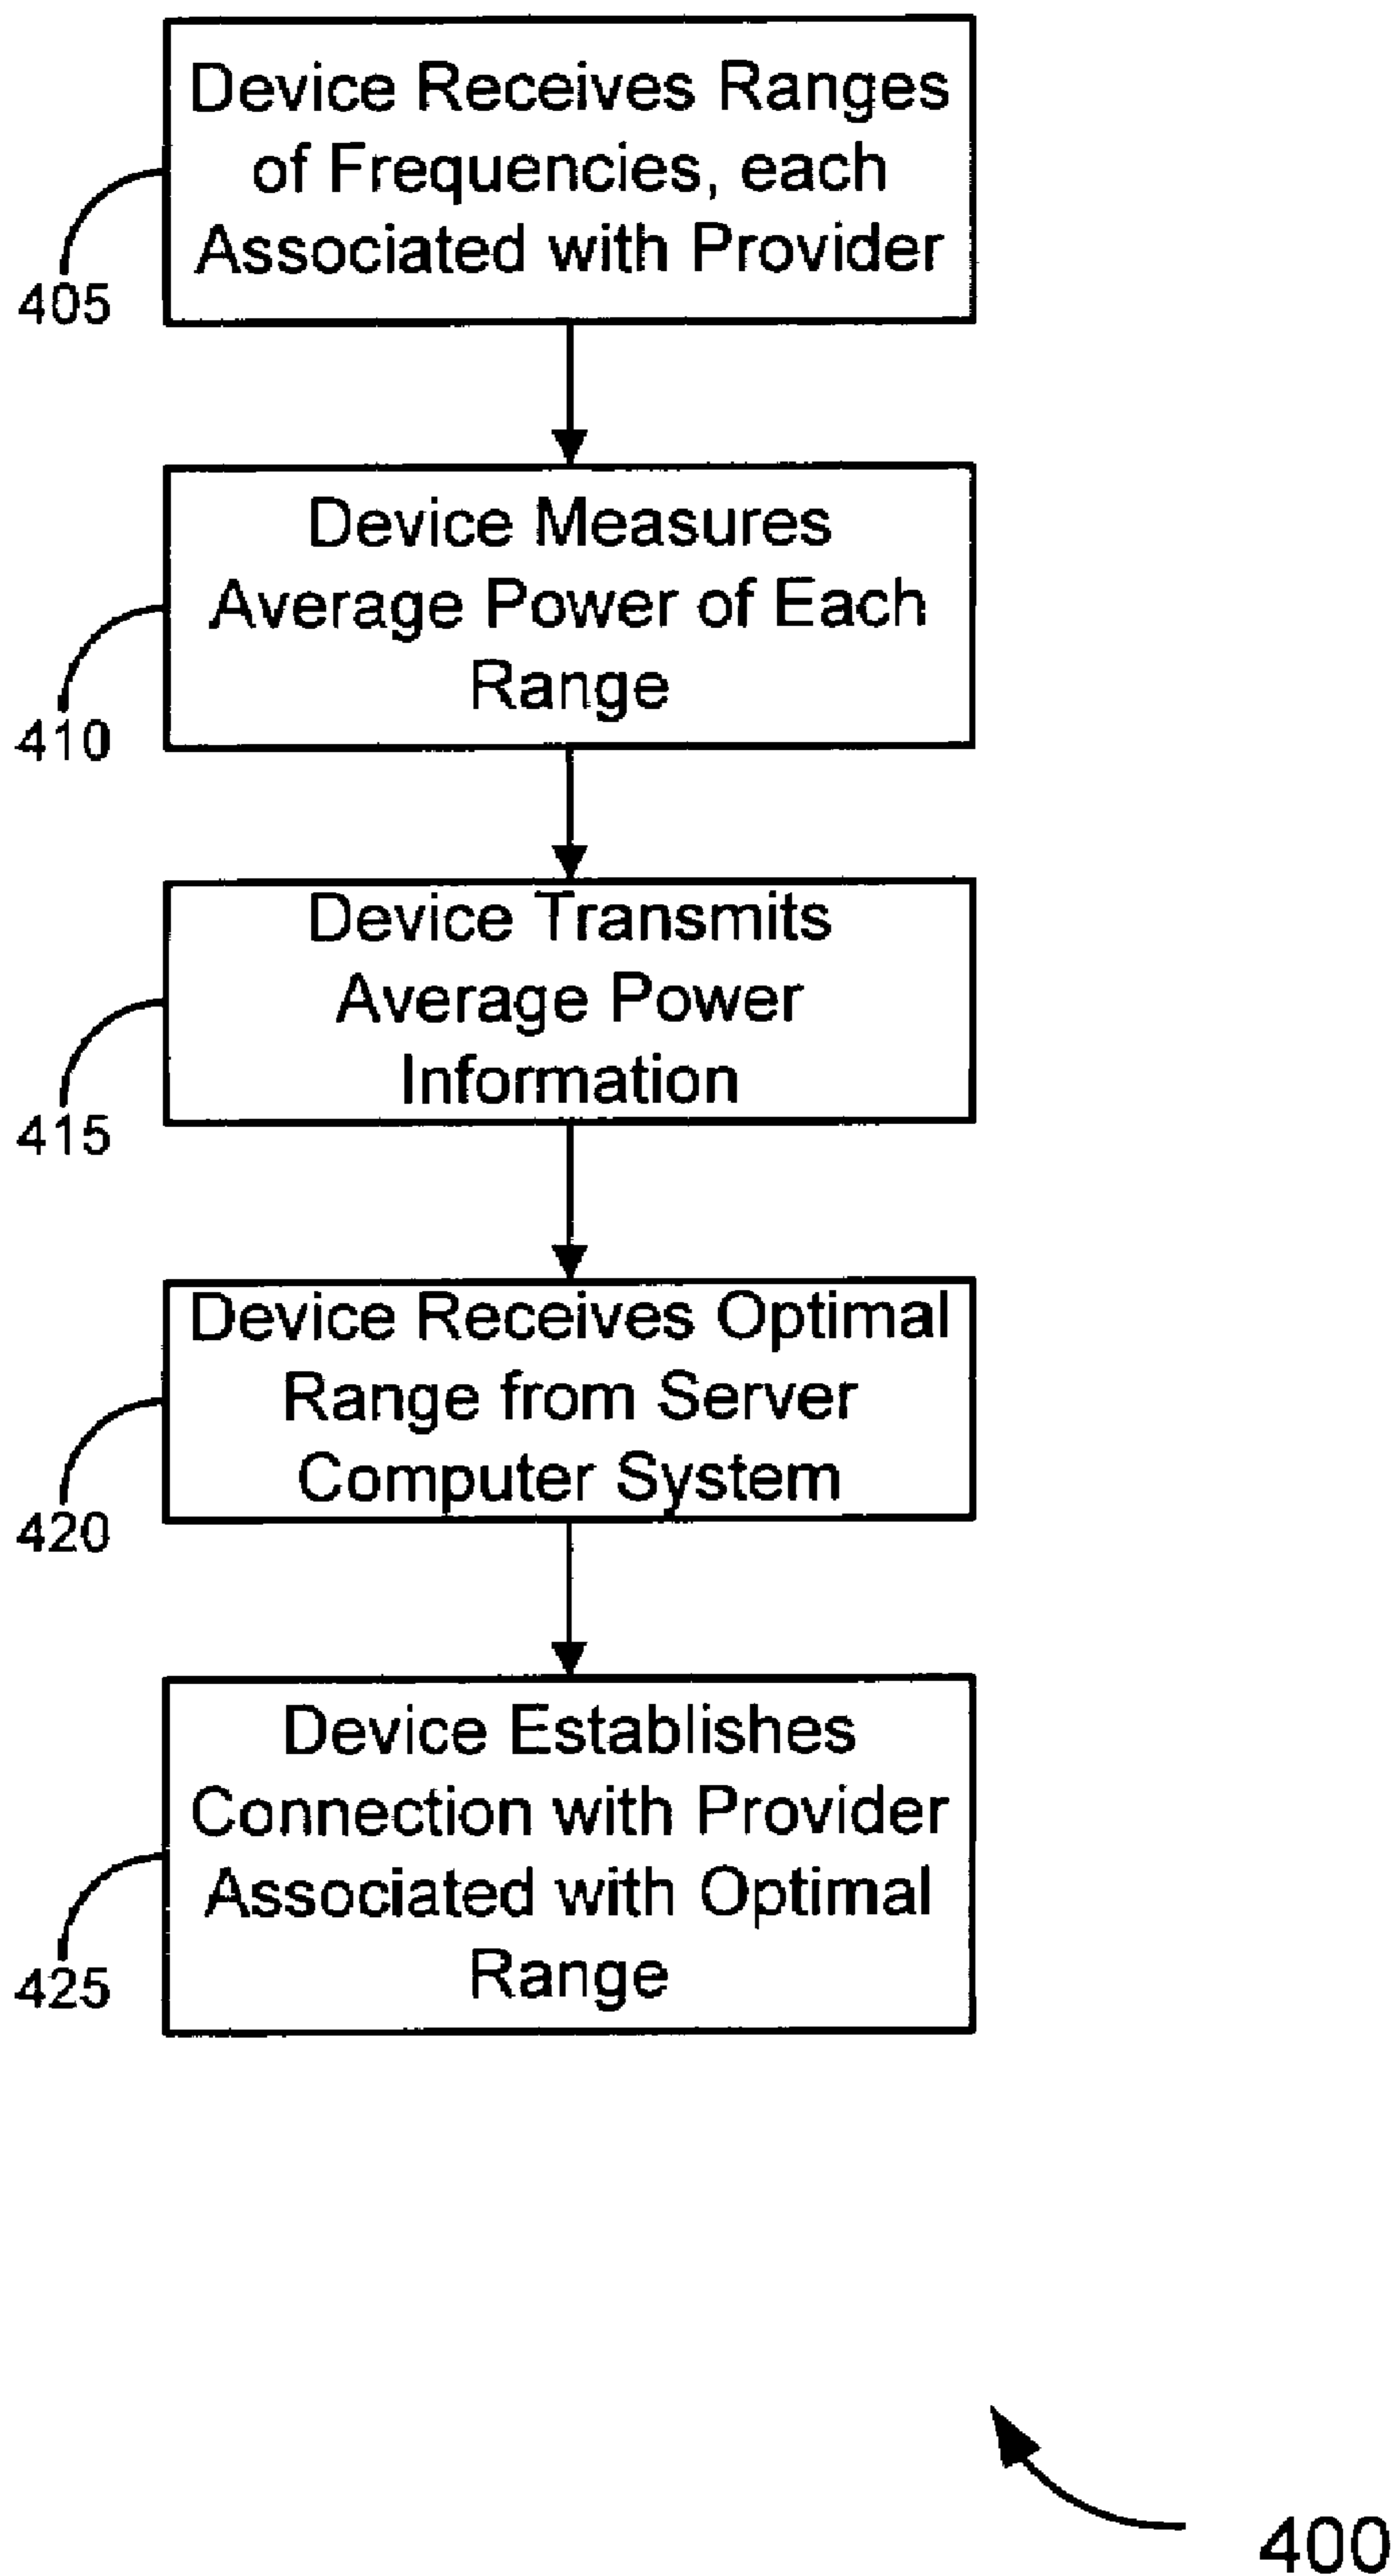 Device Receives Ranges
of Frequencies, each
Associated with Provider
405
Device Measures
Average Power of Each
Range
410
Device Transmits
Average Power
Information
415
Device Receives Optimal
Range from Server
Computer System
420
Device Establishes
Connection with Provider
Associated with Optimal
Range
425
400